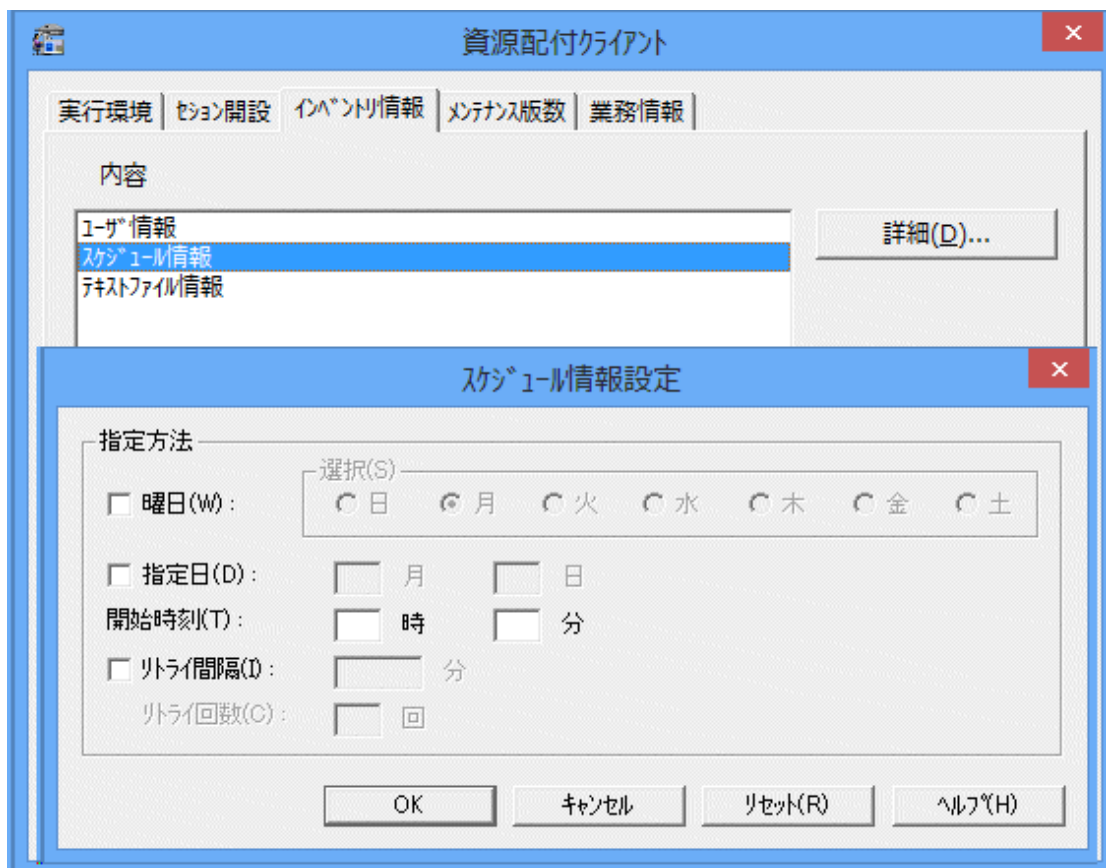 資源配付ｸﾗｲｱﾝﾄ
実行環境 ｾｼｮﾝ開設 ｲﾝﾍﾞﾝﾄﾘ情報 ﾒﾝﾃﾅﾝｽ版数 業務情報
内容
ﾕｰｻﾞ情報
詳細(D)...
ｽｹｼﾞｭｰﾙ情報
ﾃｷｽﾄﾌｧｲﾙ情報
ｽｹｼﾞｭｰﾙ情報設定
指定方法
選択(S)
曜日(W) : 日 月 火 水 木 金 土
指定日(D) : 月 日
開始時刻(T) : 時 分
ﾘﾄﾗｲ間隔(I) : 分
ﾘﾄﾗｲ回数(C) : 回
OK ｷｬﾝｾﾙ ﾘｾｯﾄ(R) ﾍﾙﾌﾟ(H)